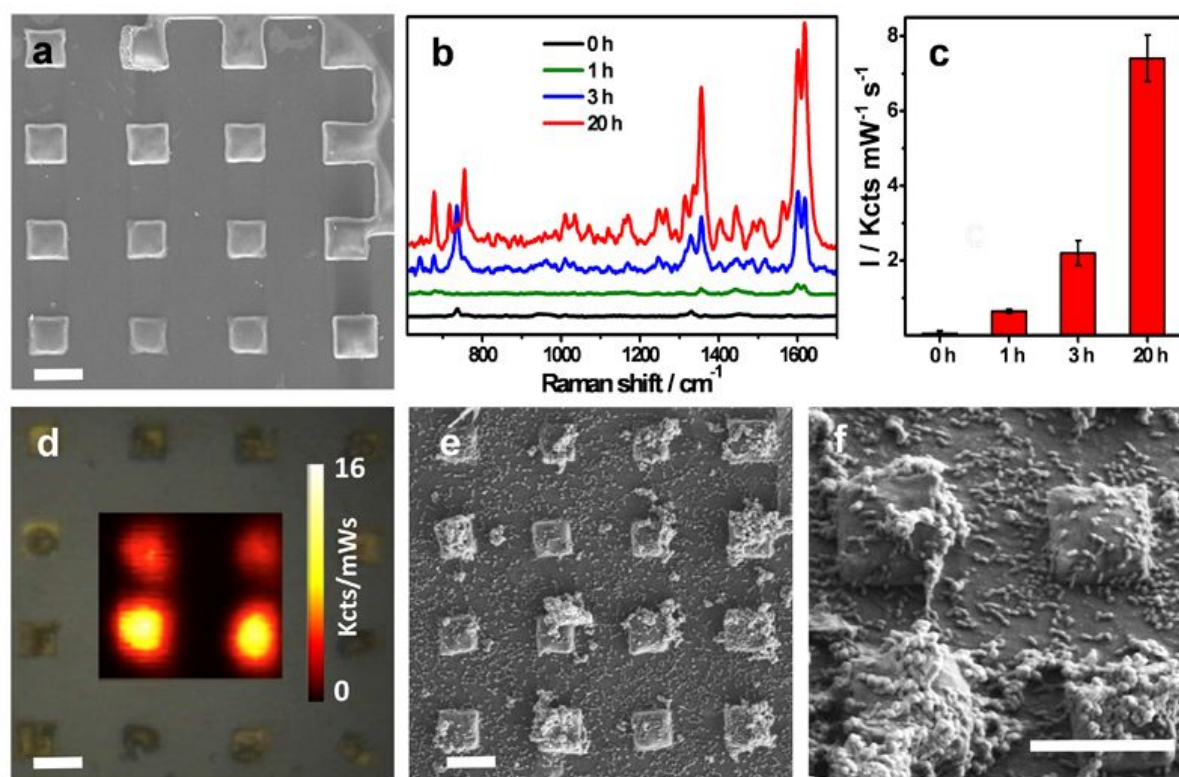 a
b
0 h
1 h
3 h
20 h
800 1000 1200 1400 1600
Raman shift / cm⁻¹
c
8
6
4
2
I / Kcts mW⁻¹ s⁻¹
0 h 1 h 3 h 20 h
d
16
Kcts/mWs
0
e
f